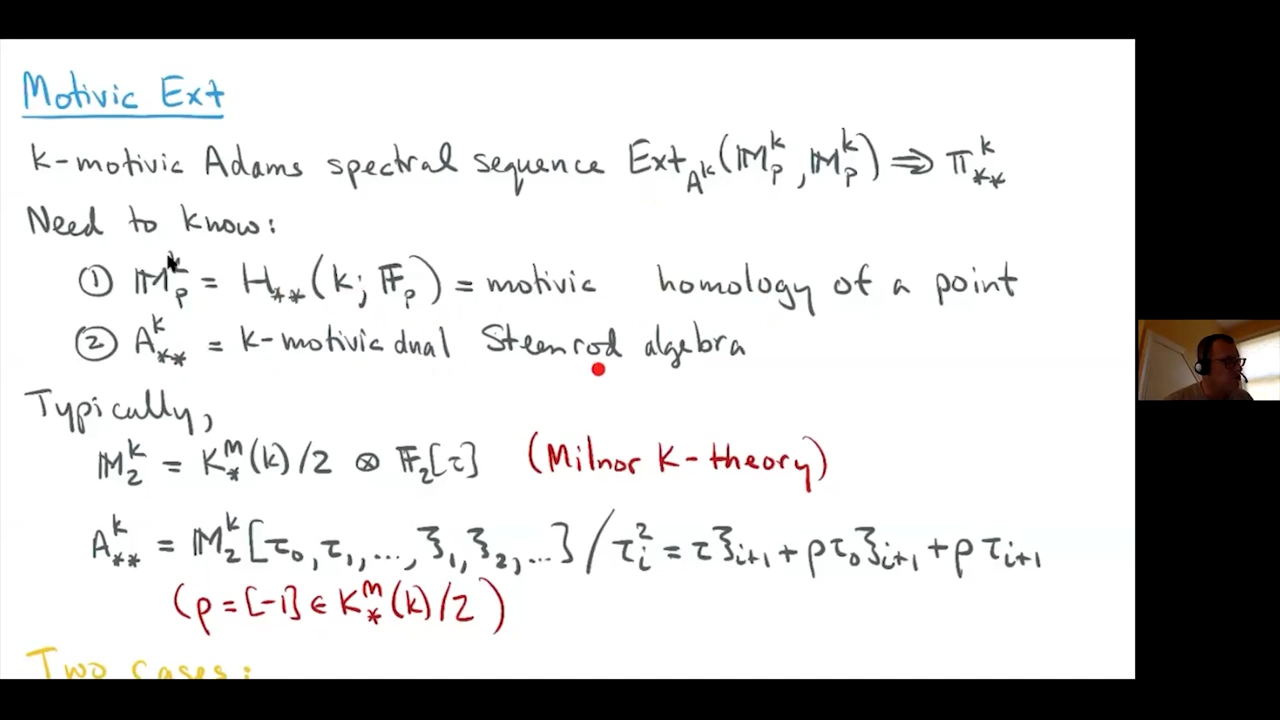 Motivic Ext
k-motivic Adams spectral sequence Ext_{A^k}(𝕄_p^k, 𝕄_p^k) ⇒ π_{**}^k
Need to know:
① 𝕄_p^k = H_{**}(k; 𝔽_p) = motivic homology of a point
② A_{**}^k = k-motivic dual Steenrod algebra
Typically,
𝕄_2^k = K_*^M(k)/2 ⊗ 𝔽_2[τ] (Milnor K-theory)
A_{**}^k = 𝕄_2^k[τ_0, τ_1, ..., ξ_1, ξ_2, ...] / τ_i^2 = τξ_{i+1} + ρτ_0ξ_{i+1} + ρτ_{i+1}
(ρ = [-1] ∈ K_*^M(k)/2)
Two cases: